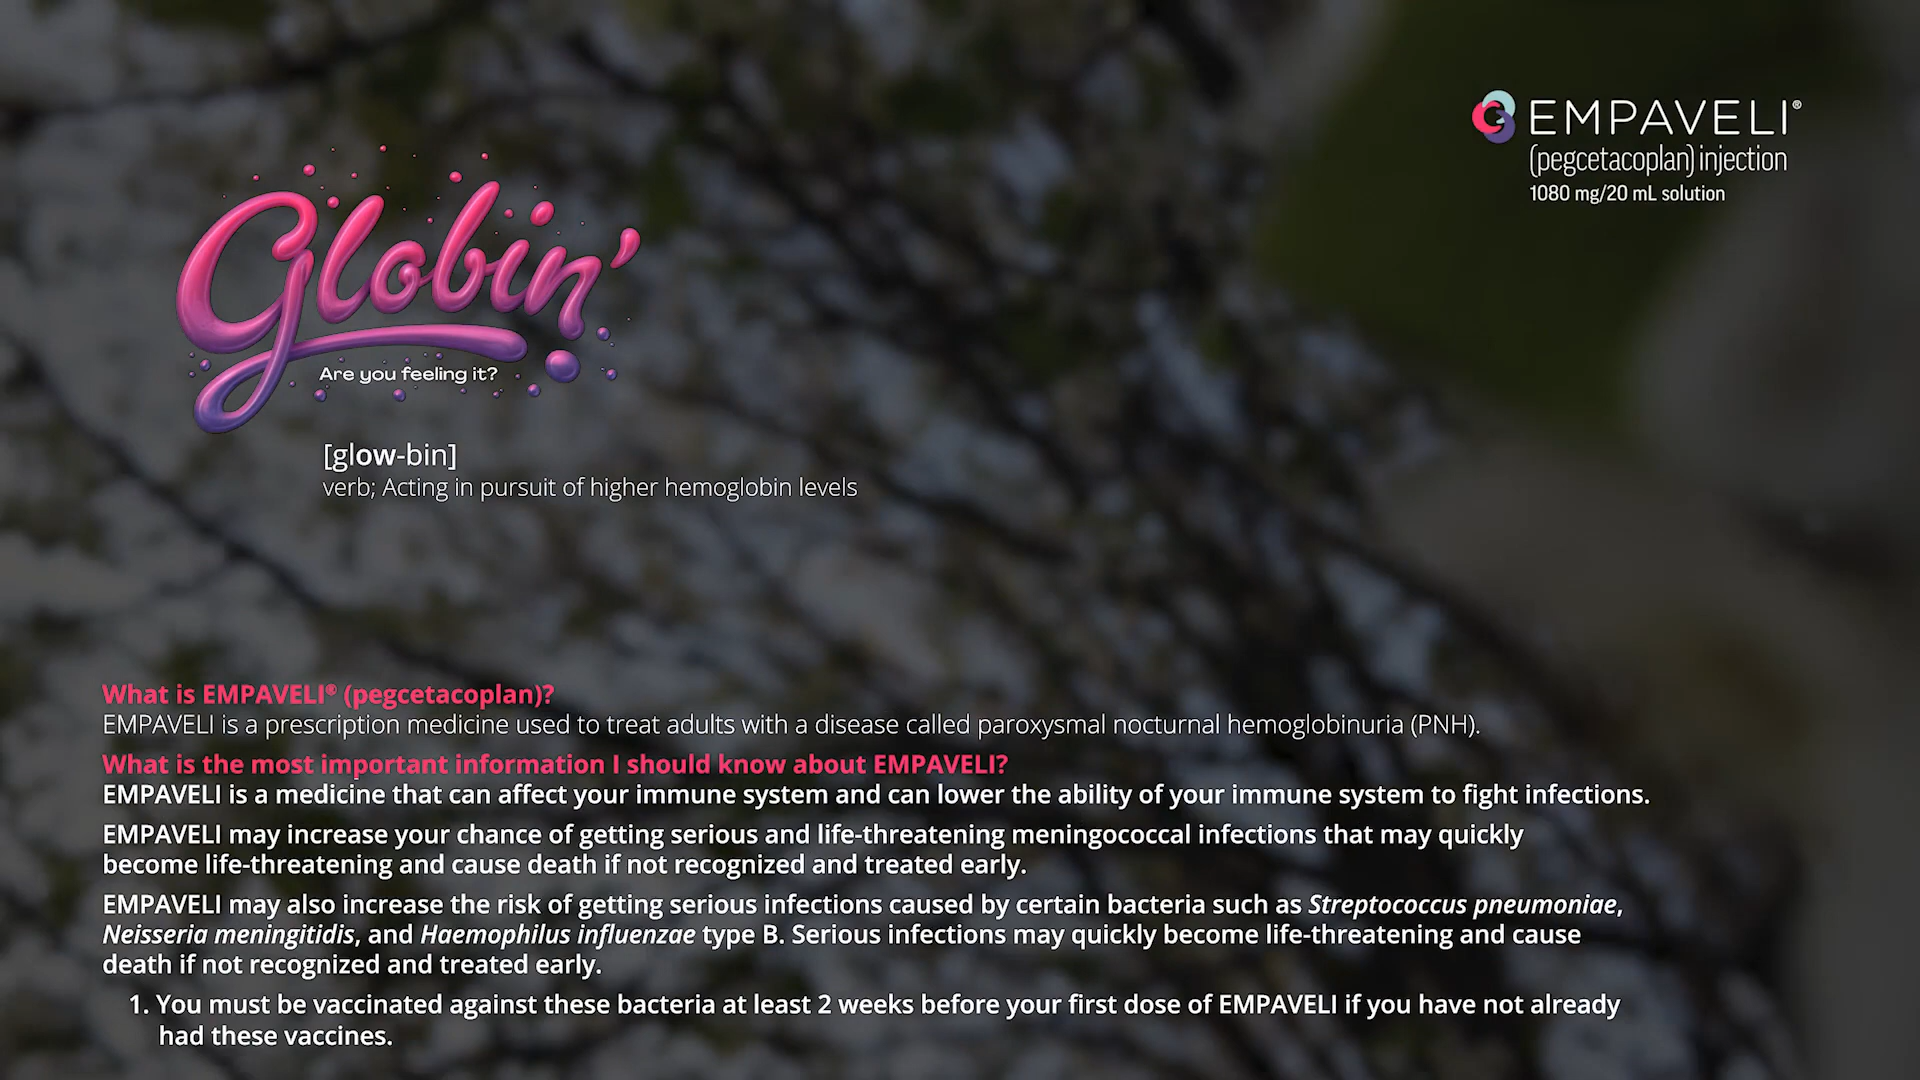 Globin'
Are you feeling it?
[glow-bin]
verb; Acting in pursuit of higher hemoglobin levels
EMPAVELI®
(pegcetacoplan) injection
1080 mg/20 mL solution
What is EMPAVELI® (pegcetacoplan)?
EMPAVELI is a prescription medicine used to treat adults with a disease called paroxysmal nocturnal hemoglobinuria (PNH).
What is the most important information I should know about EMPAVELI?
EMPAVELI is a medicine that can affect your immune system and can lower the ability of your immune system to fight infections.
EMPAVELI may increase your chance of getting serious and life-threatening meningococcal infections that may quickly
become life-threatening and cause death if not recognized and treated early.
EMPAVELI may also increase the risk of getting serious infections caused by certain bacteria such as Streptococcus pneumoniae,
Neisseria meningitidis, and Haemophilus influenzae type B. Serious infections may quickly become life-threatening and cause
death if not recognized and treated early.
1. You must be vaccinated against these bacteria at least 2 weeks before your first dose of EMPAVELI if you have not already
had these vaccines.